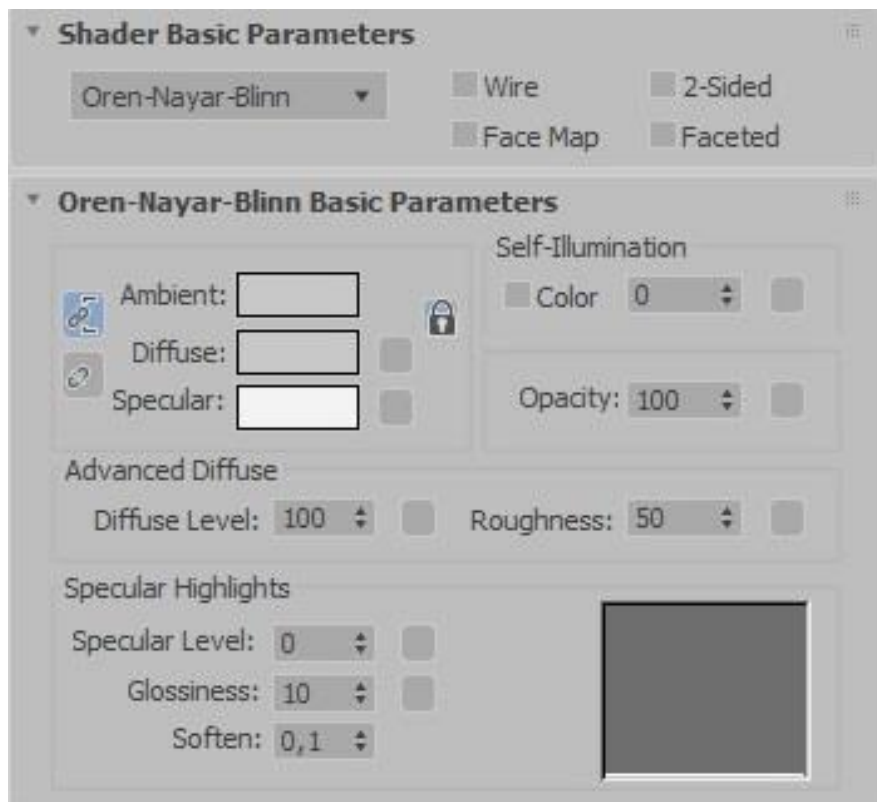 Shader Basic Parameters
Oren-Nayar-Blinn
Wire
2-Sided
Face Map
Faceted
Oren-Nayar-Blinn Basic Parameters
Ambient:
Diffuse:
Specular:
Self-Illumination
Color 0
Opacity: 100
Advanced Diffuse
Diffuse Level: 100
Roughness: 50
Specular Highlights
Specular Level: 0
Glossiness: 10
Soften: 0,1